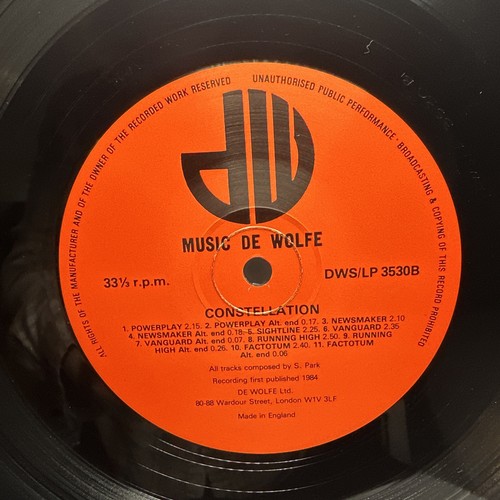 ALL RIGHTS OF THE MANUFACTURER AND OF THE OWNER OF THE RECORDED WORK RESERVED UNAUTHORISED PUBLIC PERFORMANCE · BROADCASTING & COPYING OF THIS RECORD PROHIBITED
dW
MUSIC DE WOLFE
33⅓ r.p.m.
DWS/LP 3530B
CONSTELLATION
1. POWERPLAY 2.15. 2. POWERPLAY Alt. end 0.17. 3. NEWSMAKER 2.10
4. NEWSMAKER Alt. end 0.18. 5. SIGHTLINE 2.25. 6. VANGUARD 2.35
7. VANGUARD Alt. end 0.07. 8. RUNNING HIGH 2.50. 9. RUNNING
HIGH Alt. end 0.26. 10. FACTOTUM 2.40. 11. FACTOTUM
Alt. end 0.06
All tracks composed by S. Park
Recording first published 1984
DE WOLFE Ltd.
80-88 Wardour Street, London W1V 3LF
Made in England